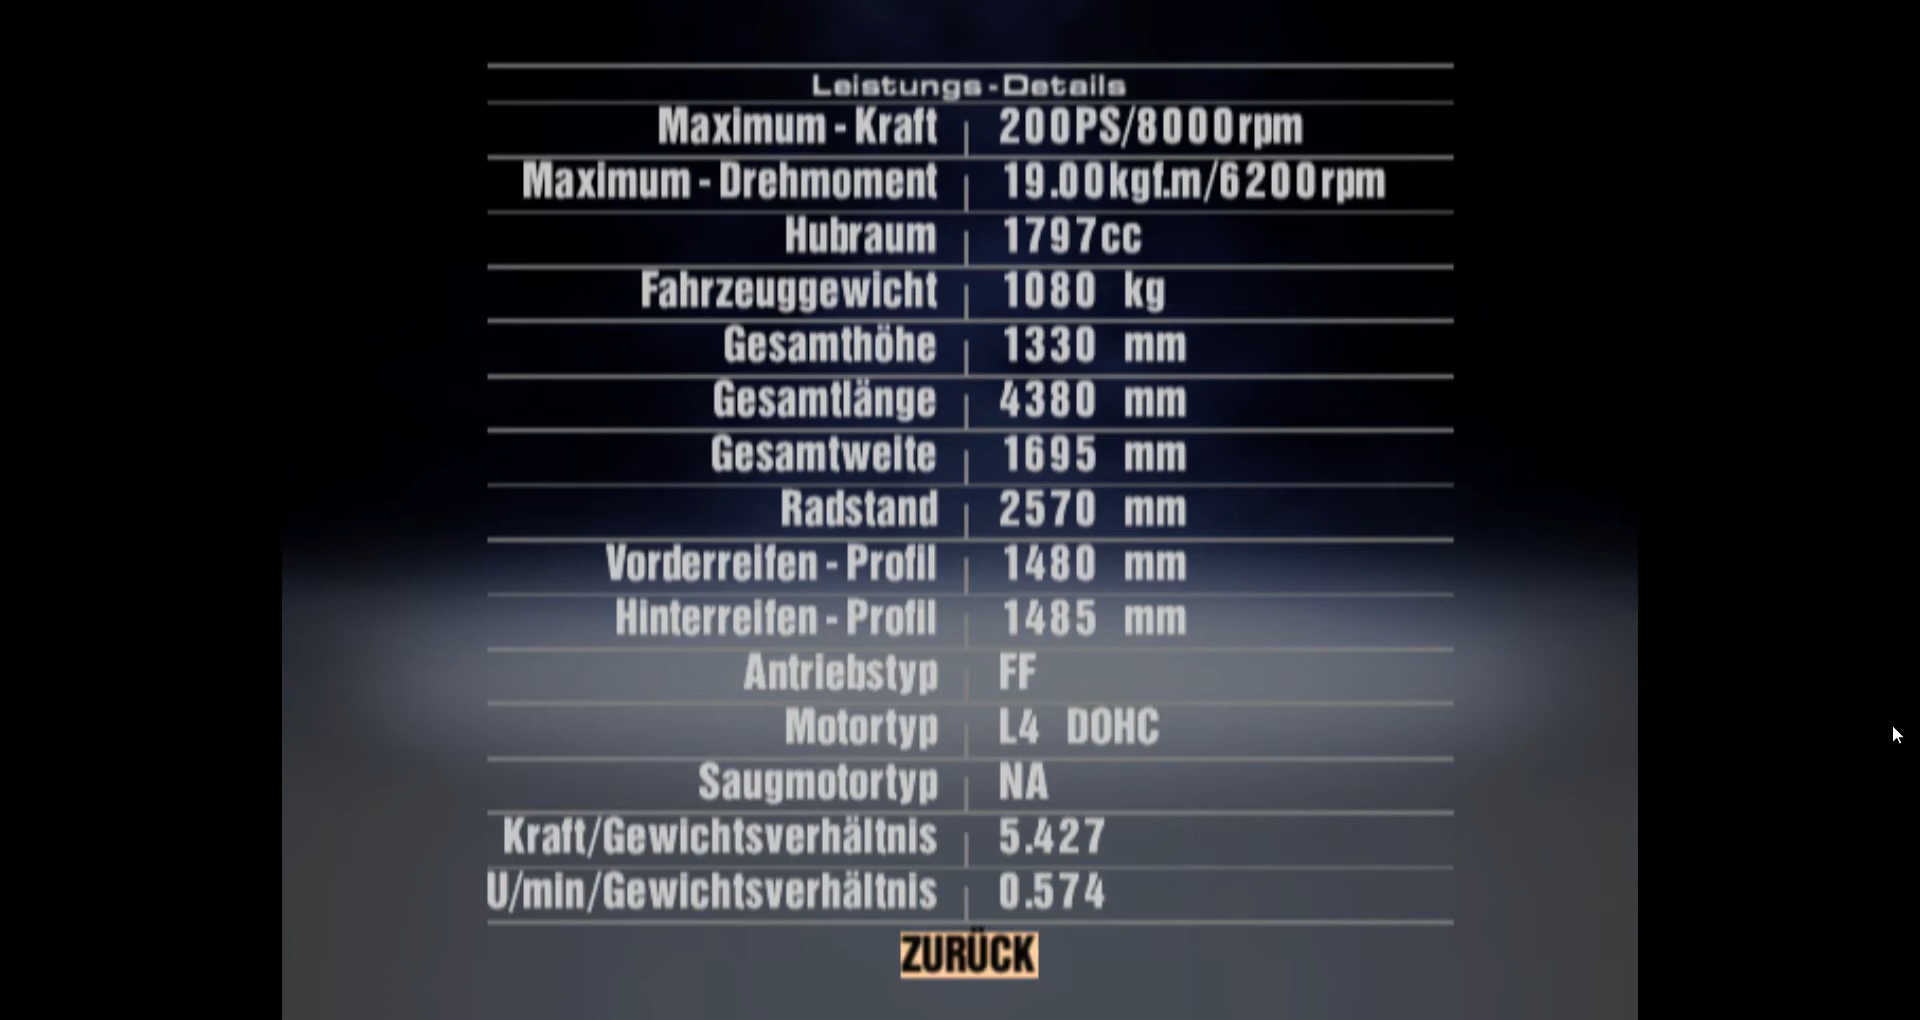 Leistungs-Details
Maximum-Kraft 200PS/8000rpm
Maximum-Drehmoment 19.00kgf.m/6200rpm
Hubraum 1797cc
Fahrzeuggewicht 1080 kg
Gesamthöhe 1330 mm
Gesamtlänge 4380 mm
Gesamtweite 1695 mm
Radstand 2570 mm
Vorderreifen-Profil 1480 mm
Hinterreifen-Profil 1485 mm
Antriebstyp FF
Motortyp L4 DOHC
Saugmotortyp NA
Kraft/Gewichtsverhältnis 5.427
U/min/Gewichtsverhältnis 0.574
ZURÜCK